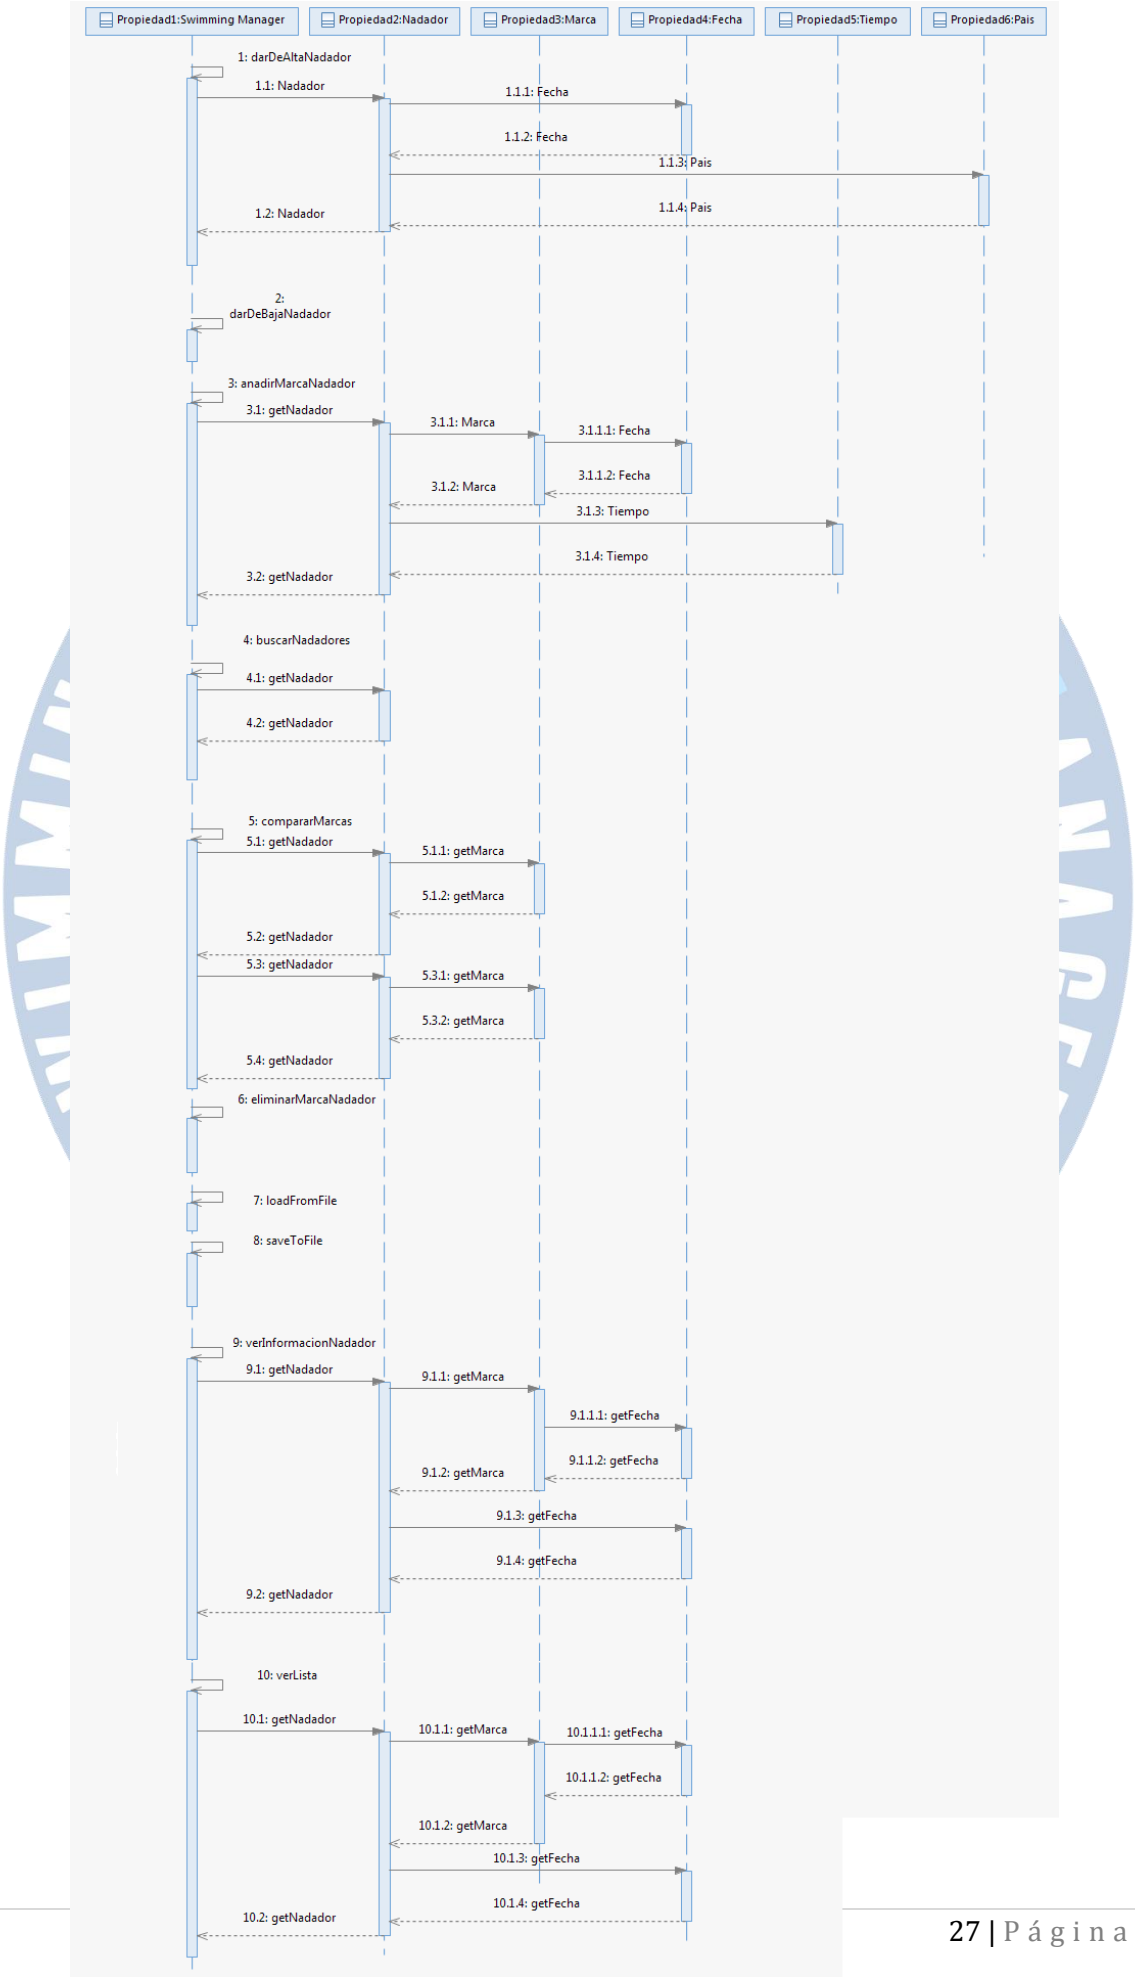 Propiedad1:Swimming Manager
Propiedad2:Nadador
Propiedad3:Marca
Propiedad4:Fecha
Propiedad5:Tiempo
Propiedad6:Pais
1: darDeAltaNadador
1.1: Nadador
1.1.1: Fecha
1.1.2: Fecha
1.1.3: Pais
1.1.4: Pais
1.2: Nadador
2:
darDeBajaNadador
3: anadirMarcaNadador
3.1: getNadador
3.1.1: Marca
3.1.1.1: Fecha
3.1.1.2: Fecha
3.1.2: Marca
3.1.3: Tiempo
3.1.4: Tiempo
3.2: getNadador
4: buscarNadadores
4.1: getNadador
4.2: getNadador
5: compararMarcas
5.1: getNadador
5.1.1: getMarca
5.1.2: getMarca
5.2: getNadador
5.3: getNadador
5.3.1: getMarca
5.3.2: getMarca
5.4: getNadador
6: eliminarMarcaNadador
7: loadFromFile
8: saveToFile
9: verInformacionNadador
9.1: getNadador
9.1.1: getMarca
9.1.1.1: getFecha
9.1.1.2: getFecha
9.1.2: getMarca
9.1.3: getFecha
9.1.4: getFecha
9.2: getNadador
10: verLista
10.1: getNadador
10.1.1: getMarca
10.1.1.1: getFecha
10.1.1.2: getFecha
10.1.2: getMarca
10.1.3: getFecha
10.1.4: getFecha
10.2: getNadador
27 | Página